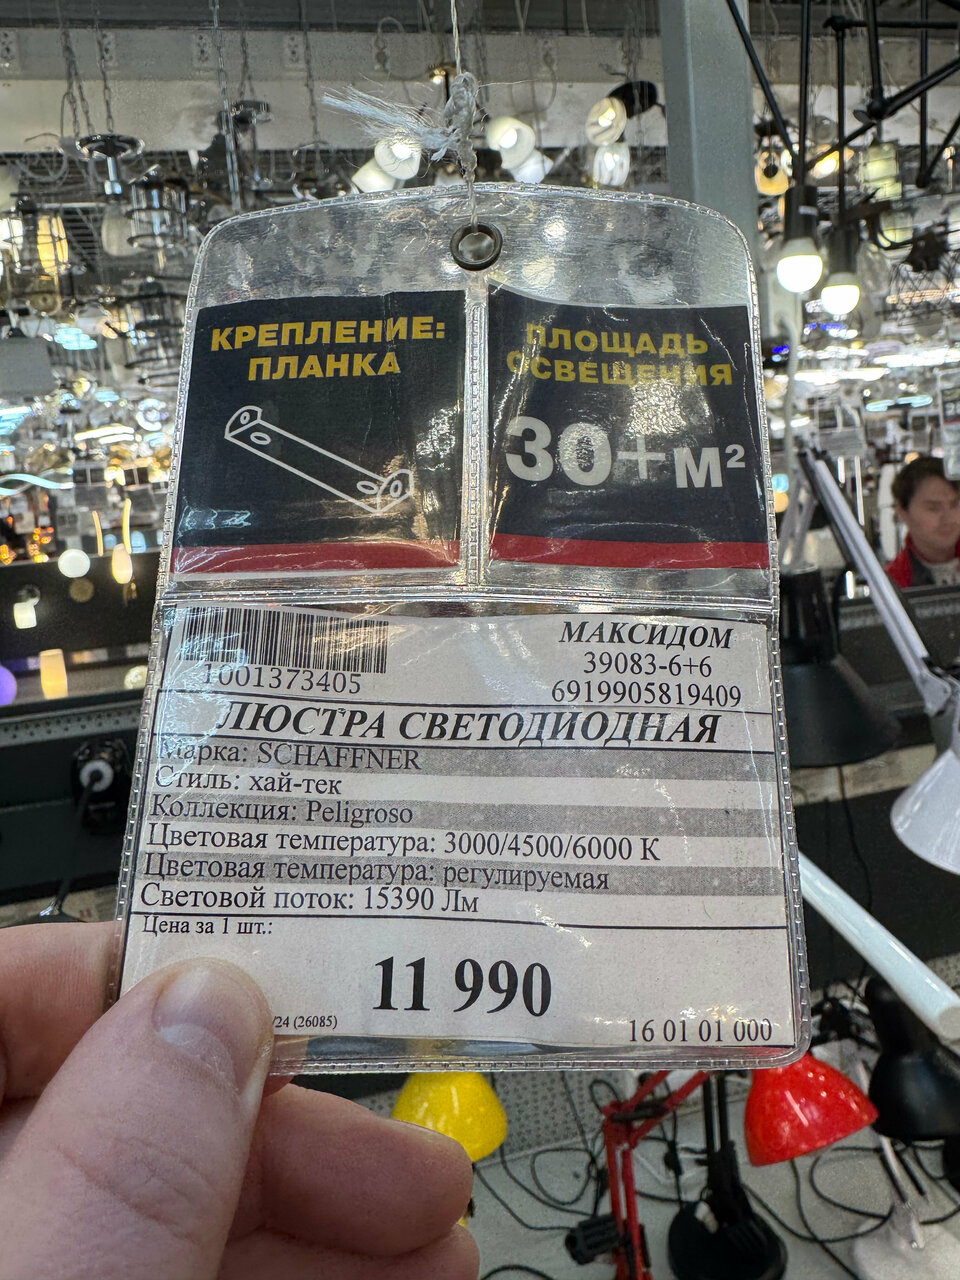 КРЕПЛЕНИЕ:
ПЛАНКА
ПЛОЩАДЬ
ОСВЕЩЕНИЯ
30+м²
1001373405
МАКСИДОМ
39083-6+6
6919905819409
ЛЮСТРА СВЕТОДИОДНАЯ
Марка: SCHAFFNER
Стиль: хай-тек
Коллекция: Peligroso
Цветовая температура: 3000/4500/6000 К
Цветовая температура: регулируемая
Световой поток: 15390 Лм
Цена за 1 шт.:
11 990
/24 (26085)
16 01 01 000